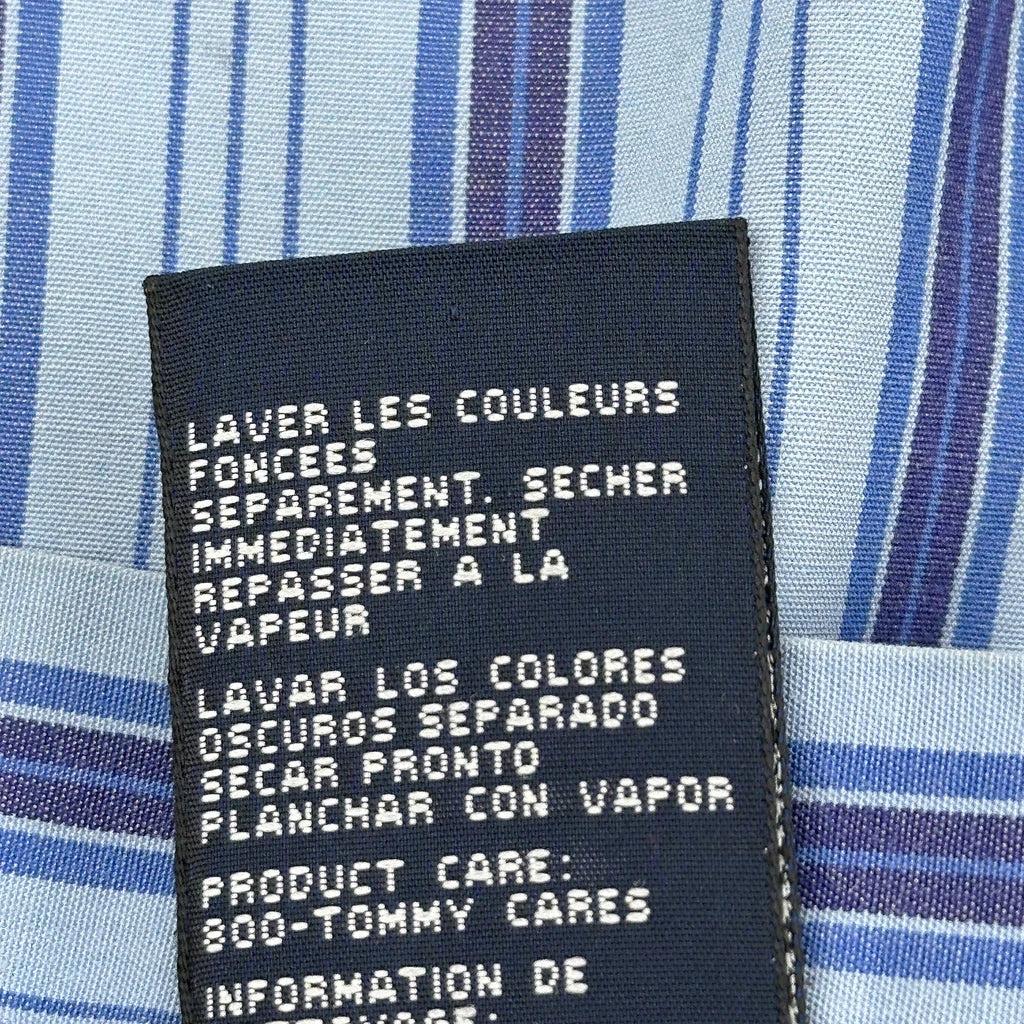 LAVER LES COULEURS
FONCEES
SEPAREMENT. SECHER
IMMEDIATEMENT
REPASSER A LA
VAPEUR
LAVAR LOS COLORES
OSCUROS SEPARADO
SECAR PRONTO
PLANCHAR CON VAPOR
PRODUCT CARE:
800-TOMMY CARES
INFORMATION DE